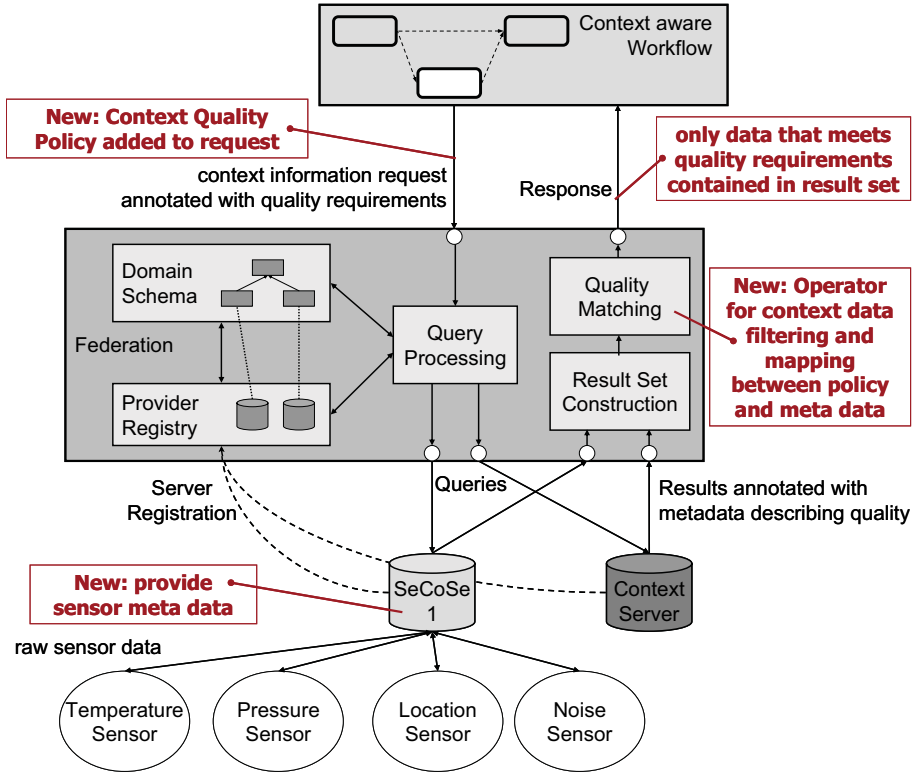 Context aware
Workflow
New: Context Quality
Policy added to request
only data that meets
quality requirements
contained in result set
context information request
annotated with quality requirements
Response
Domain
Schema
Quality
Matching
New: Operator
for context data
filtering and
mapping
between policy
and meta data
Query
Processing
Federation
Result Set
Construction
Provider
Registry
Server
Registration
Queries
Results annotated with
metadata describing quality
New: provide
sensor meta data
SeCoSe
1
Context
Server
raw sensor data
Temperature
Sensor
Pressure
Sensor
Location
Sensor
Noise
Sensor